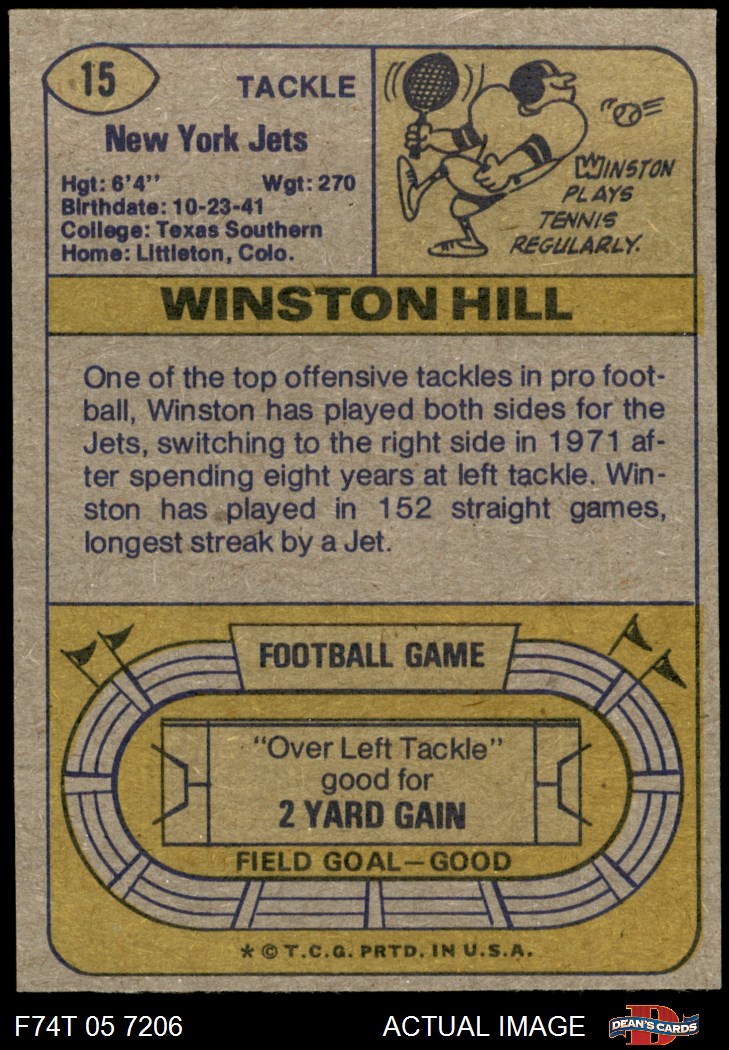 15
TACKLE
New York Jets
Hgt: 6'4" Wgt: 270
Birthdate: 10-23-41
College: Texas Southern
Home: Littleton, Colo.
WINSTON
PLAYS
TENNIS
REGULARLY.
WINSTON HILL
One of the top offensive tackles in pro foot-
ball, Winston has played both sides for the
Jets, switching to the right side in 1971 af-
ter spending eight years at left tackle. Win-
ston has played in 152 straight games,
longest streak by a Jet.
FOOTBALL GAME
"Over Left Tackle"
good for
2 YARD GAIN
FIELD GOAL—GOOD
* © T.C.G. PRTD. IN U.S.A.
F74T 05 7206 ACTUAL IMAGE
D
DEAN'S CARDS